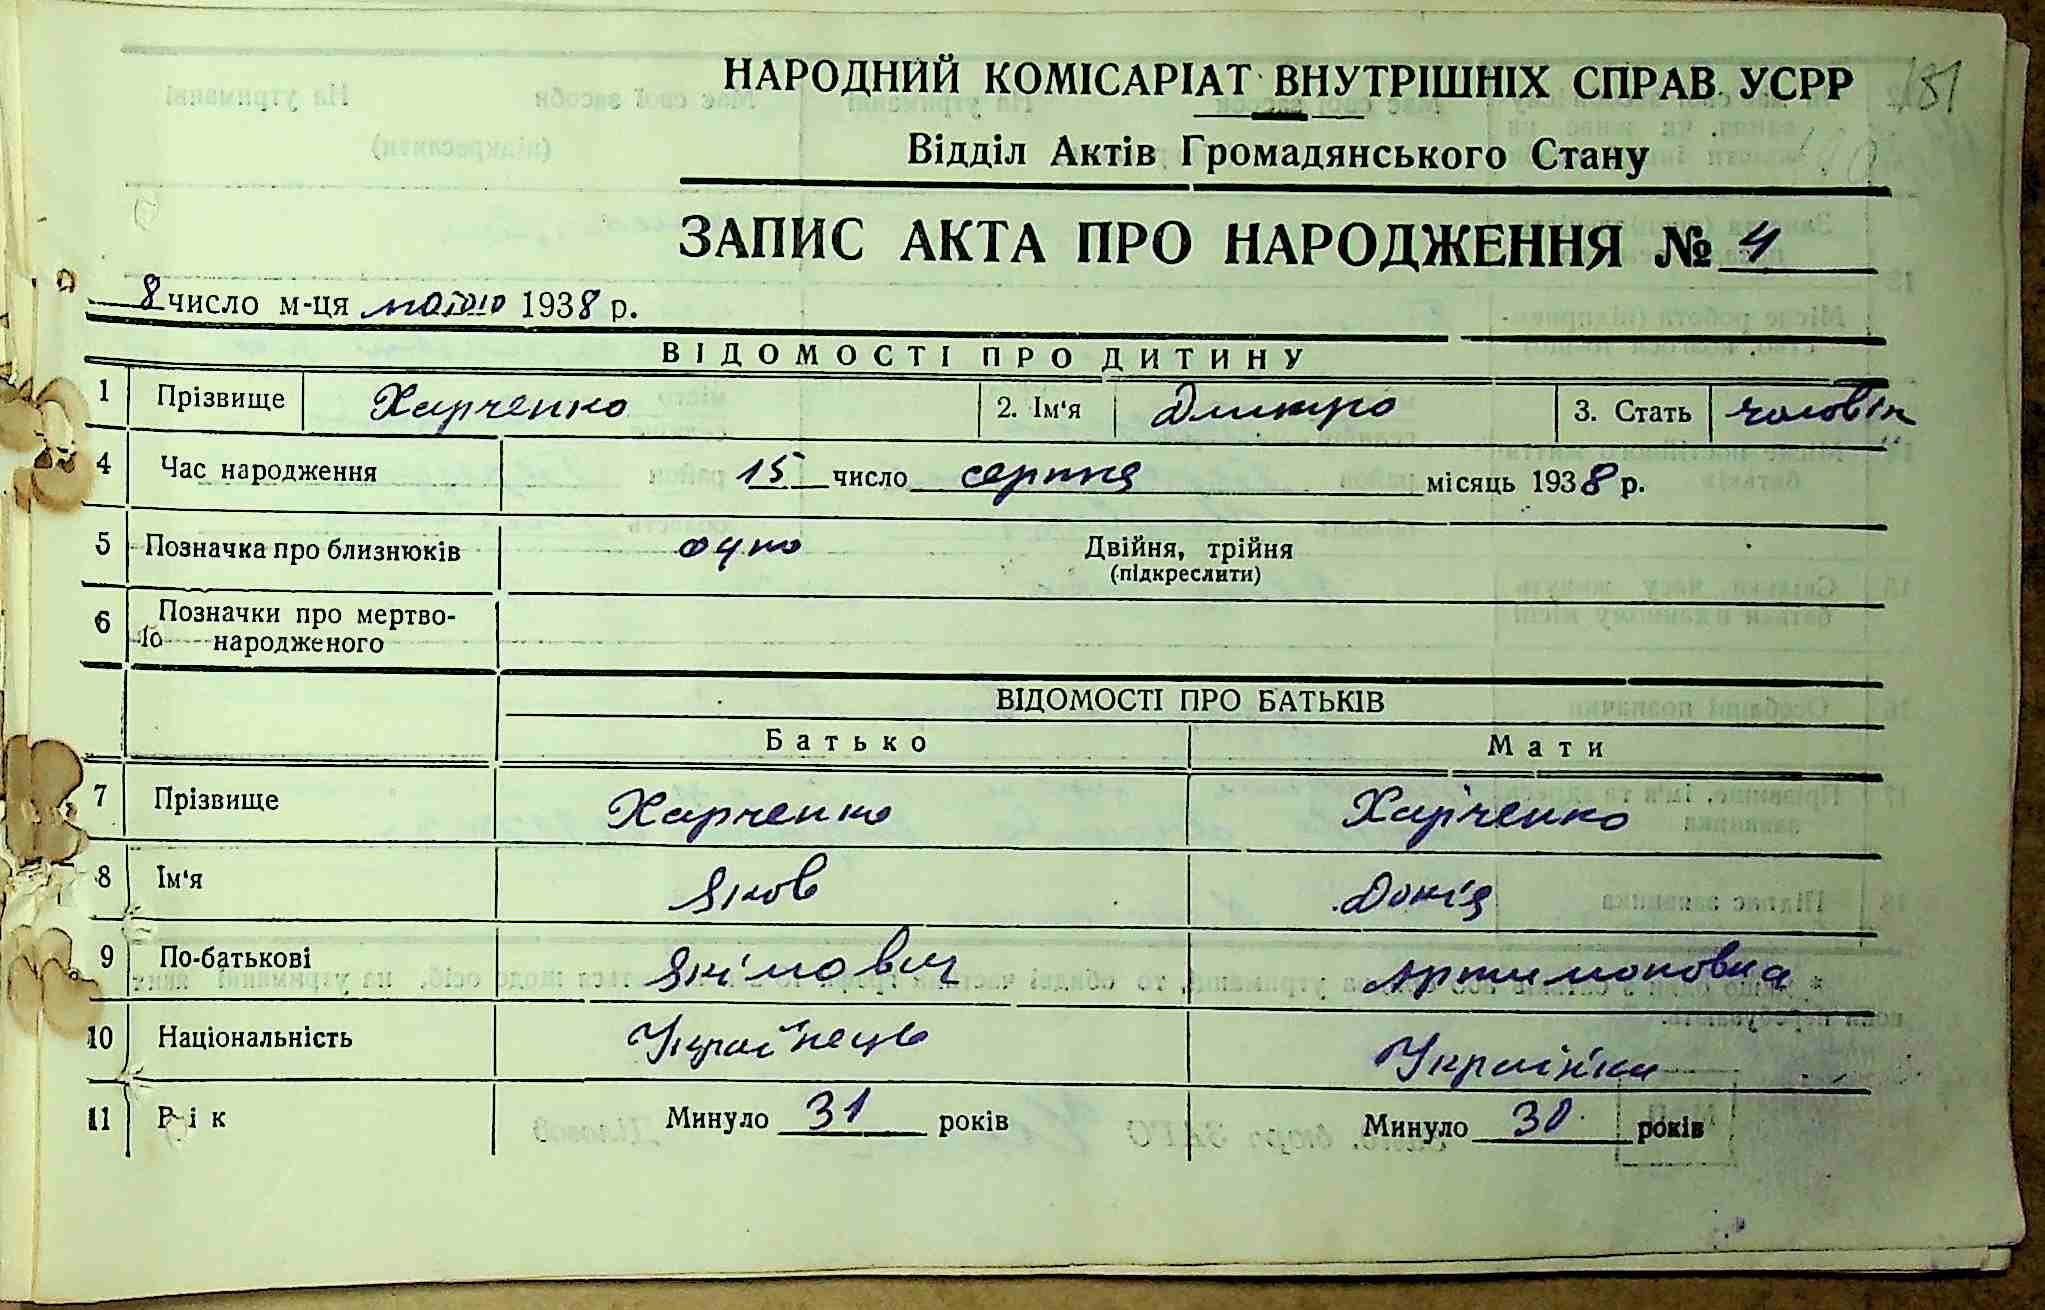 НАРОДНИЙ КОМІСАРІАТ ВНУТРІШНІХ СПРАВ УСРР
181
Відділ Актів Громадянського Стану
ЗАПИС АКТА ПРО НАРОДЖЕННЯ № 4
8 число м-ця 1938 р.
ВІДОМОСТІ ПРО ДИТИНУ
1 Прізвище Харченко 2. Ім'я Дмитро 3. Стать чоловік
4 Час народження 15 число серпня місяць 1938 р.
5 Позначка про близнюків одно Двійня, трійня
(підкреслити)
6 Позначки про мертво-
народженого
ВІДОМОСТІ ПРО БАТЬКІВ
Батько Мати
7 Прізвище Харченко Харченко
8 Ім'я Яков
9 По-батькові Якімович Артимоновна
10 Національність Українець Українка
11 Рік Минуло 31 років Минуло 30 років